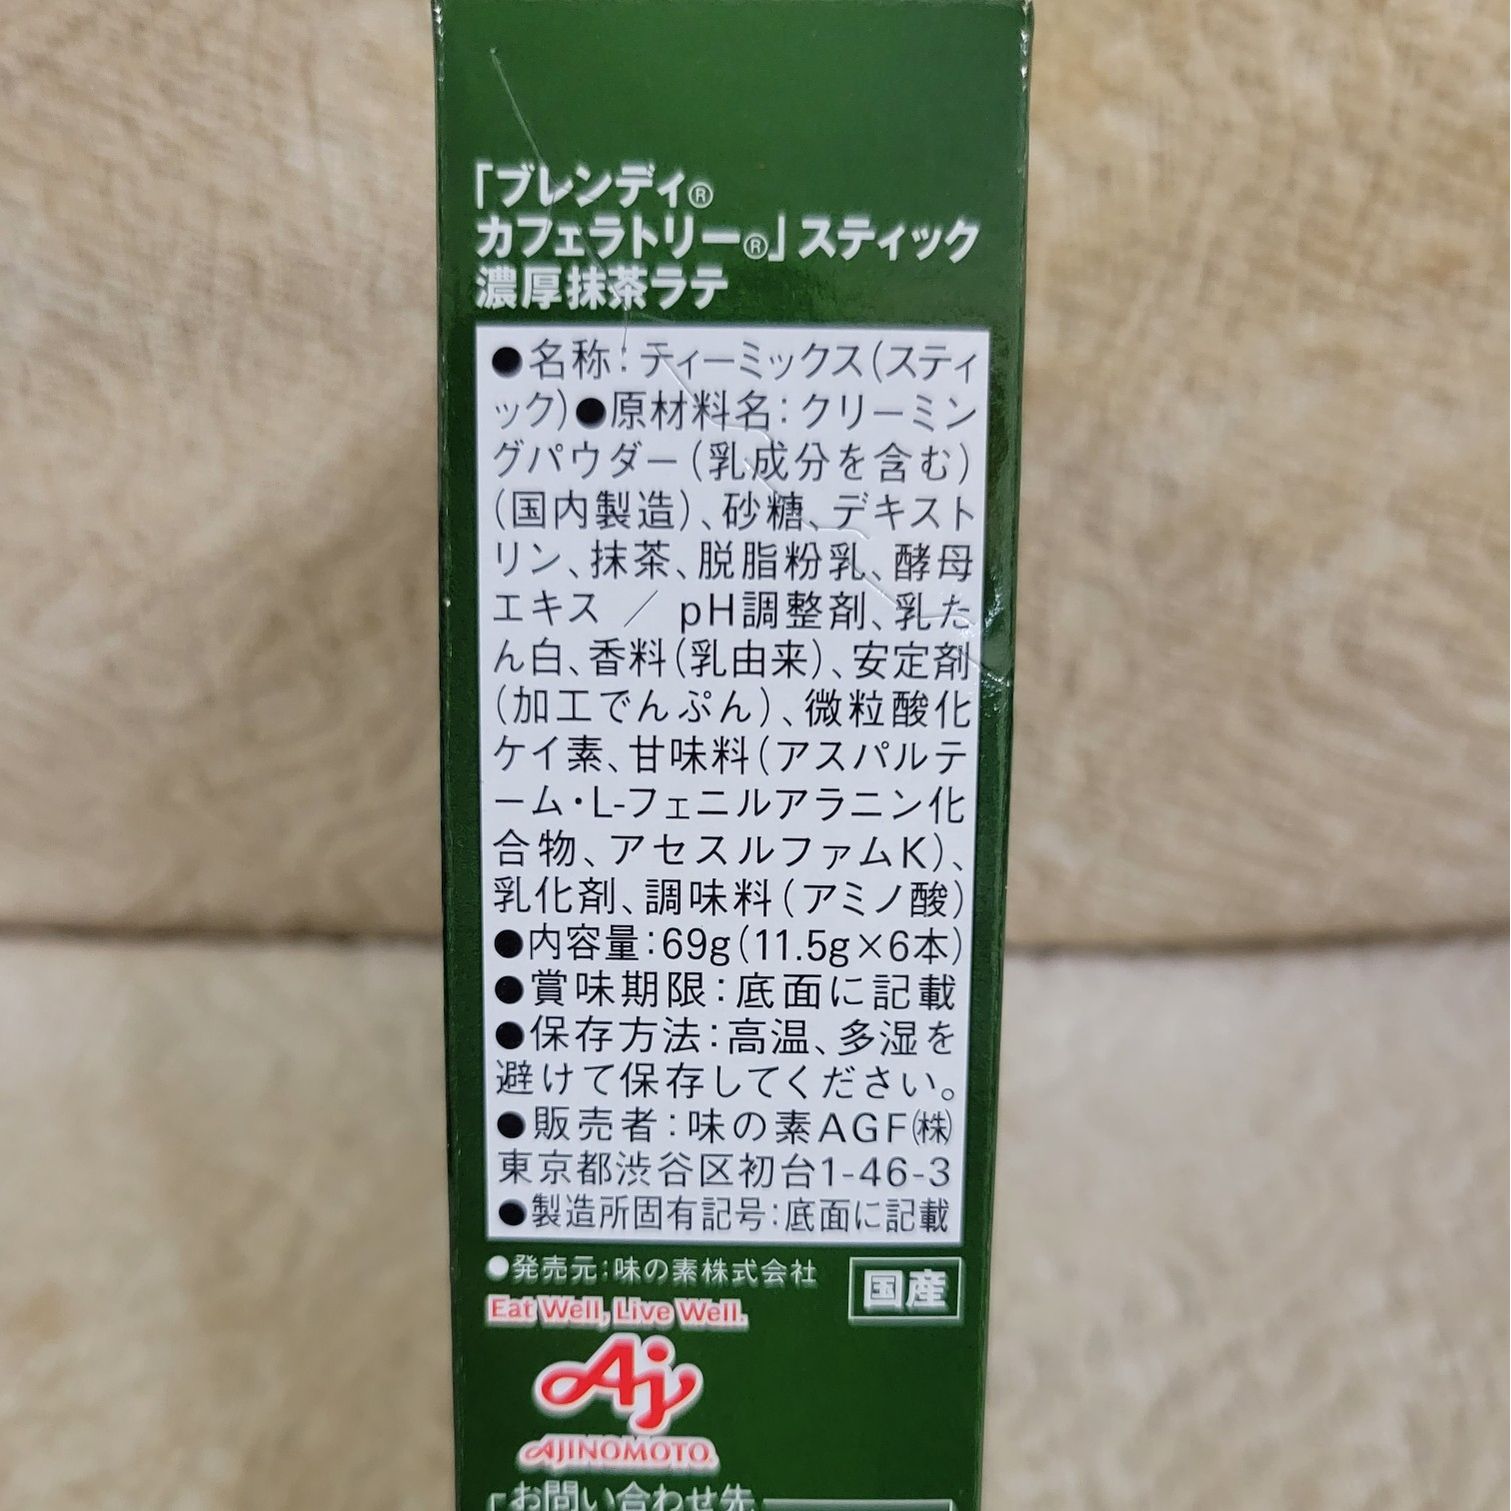 「ブレンディ®
カフェラトリー®」スティック
濃厚抹茶ラテ
●名称：ティーミックス（スティ
ック）●原材料名：クリーミン
グパウダー（乳成分を含む）
（国内製造）、砂糖、デキスト
リン、抹茶、脱脂粉乳、酵母
エキス ／ pH調整剤、乳た
ん白、香料（乳由来）、安定剤
（加工でんぷん）、微粒酸化
ケイ素、甘味料（アスパルテ
ーム・L-フェニルアラニン化
合物、アセスルファムK）、
乳化剤、調味料（アミノ酸）
●内容量：69g（11.5g×6本）
●賞味期限：底面に記載
●保存方法：高温、多湿を
避けて保存してください。
●販売者：味の素AGF㈱
東京都渋谷区初台1-46-3
●製造所固有記号：底面に記載
●発売元：味の素株式会社
国産
Eat Well, Live Well.
Aj
AJINOMOTO
「お問い合わせ先